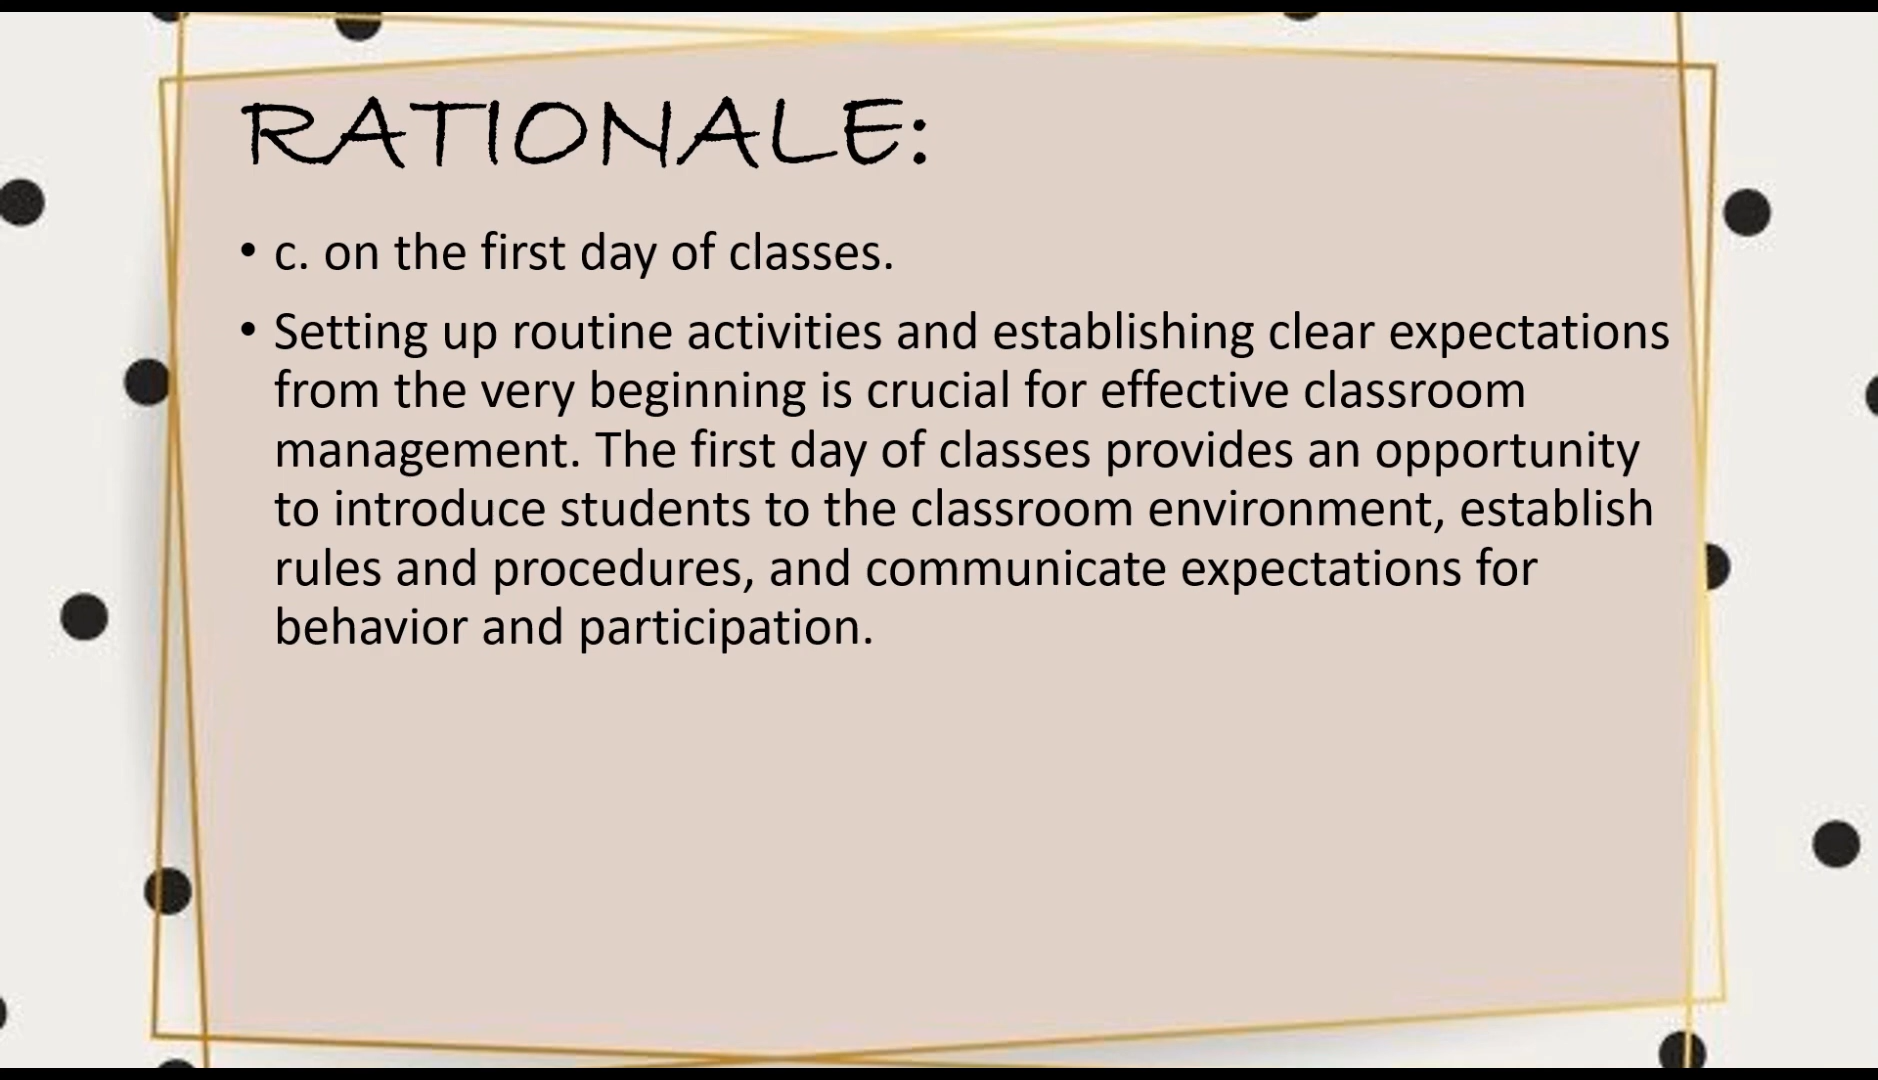 RATIONALE:
• c. on the first day of classes.
• Setting up routine activities and establishing clear expectations
from the very beginning is crucial for effective classroom
management. The first day of classes provides an opportunity
to introduce students to the classroom environment, establish
rules and procedures, and communicate expectations for
behavior and participation.